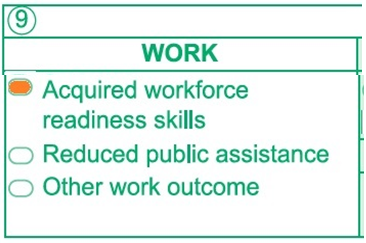 9
WORK
Acquired workforce
readiness skills
Reduced public assistance
Other work outcome